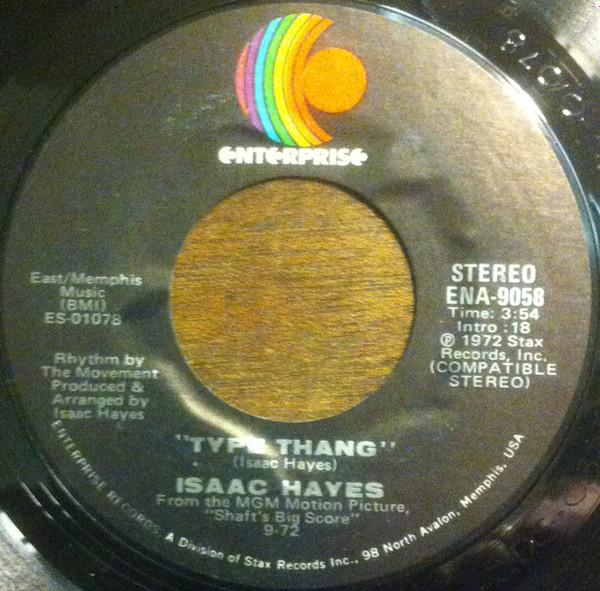 ENTERPRISE
East/Memphis
Music
(BMI)
ES-01078
Rhythm by
The Movement
Produced &
Arranged by
Isaac Hayes
STEREO
ENA-9058
Time: 3:54
Intro :18
℗ 1972 Stax
Records, Inc.
(COMPATIBLE
STEREO)
"TYPE THANG"
(Isaac Hayes)
ISAAC HAYES
From the MGM Motion Picture,
"Shaft's Big Score"
9-72
ENTERPRISE RECORDS, A Division of Stax Records Inc., 98 North Avalon, Memphis, USA